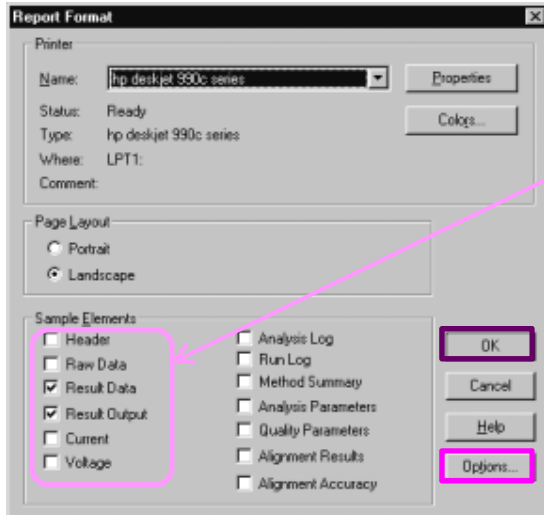 Report Format
Printer
Name: hp deskjet 990c series
Properties
Status: Ready
Colors...
Type: hp deskjet 990c series
Where: LPT1:
Comment:
Page Layout
Portrait
Landscape
Sample Elements
Header
Raw Data
Result Data
Result Output
Current
Voltage
Analysis Log
Run Log
Method Summary
Analysis Parameters
Quality Parameters
Alignment Results
Alignment Accuracy
OK
Cancel
Help
Options...